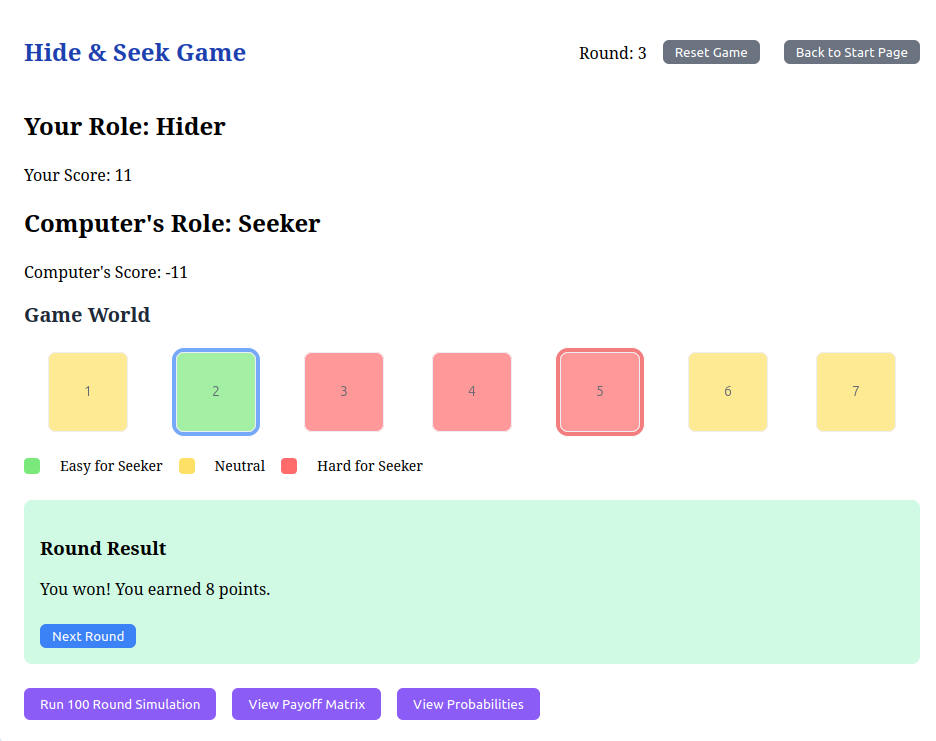 Hide & Seek Game
Round: 3
Reset Game
Back to Start Page
Your Role: Hider
Your Score: 11
Computer's Role: Seeker
Computer's Score: -11
Game World
1 2 3 4 5 6 7
Easy for Seeker Neutral Hard for Seeker
Round Result
You won! You earned 8 points.
Next Round
Run 100 Round Simulation View Payoff Matrix View Probabilities